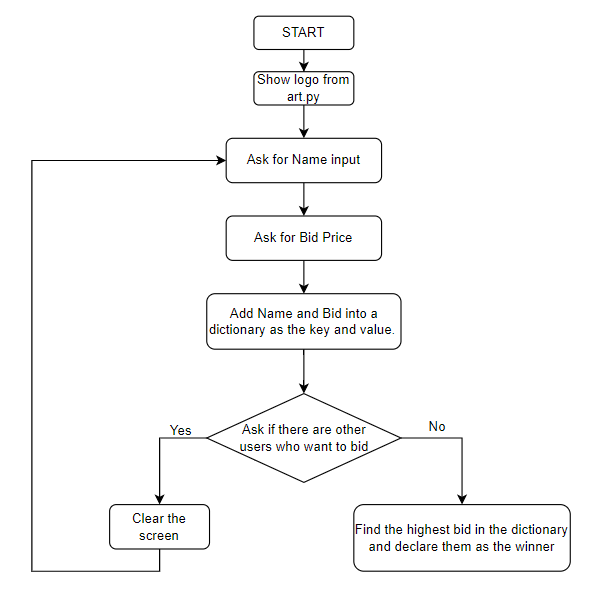 START
Show logo from
art.py
Ask for Name input
Ask for Bid Price
Add Name and Bid into a
dictionary as the key and value.
Ask if there are other
users who want to bid
Yes
No
Clear the
screen
Find the highest bid in the dictionary
and declare them as the winner